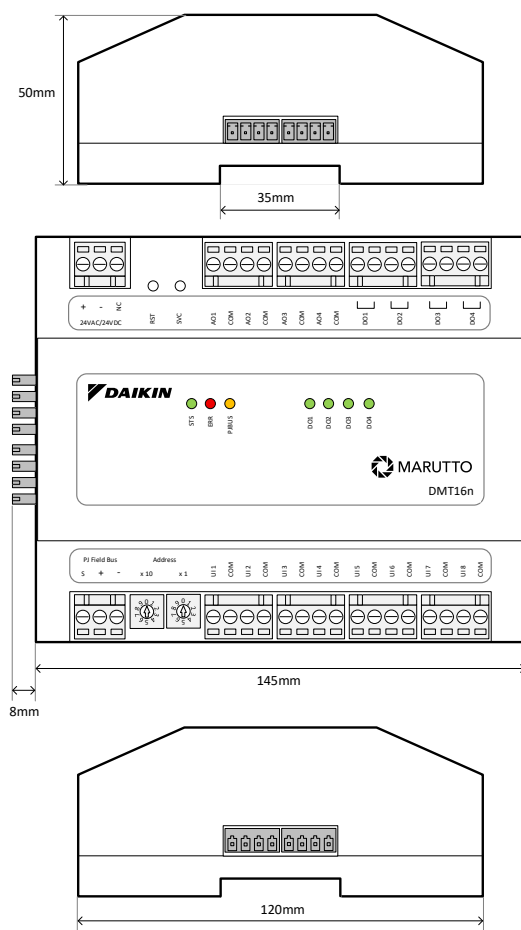 50mm
35mm
+ - NC
24VAC/24VDC
RST
SVC
AO1 COM AO2 COM AO3 COM AO4 COM DO1 DO2 DO3 DO4
DAIKIN
STS ERR PJBUS DO1 DO2 DO3 DO4
MARUTTO
DMT16n
PJ Field Bus Address
S + - x 10 x 1 UI1 COM UI2 COM UI3 COM UI4 COM UI5 COM UI6 COM UI7 COM UI8 COM
145mm
8mm
120mm